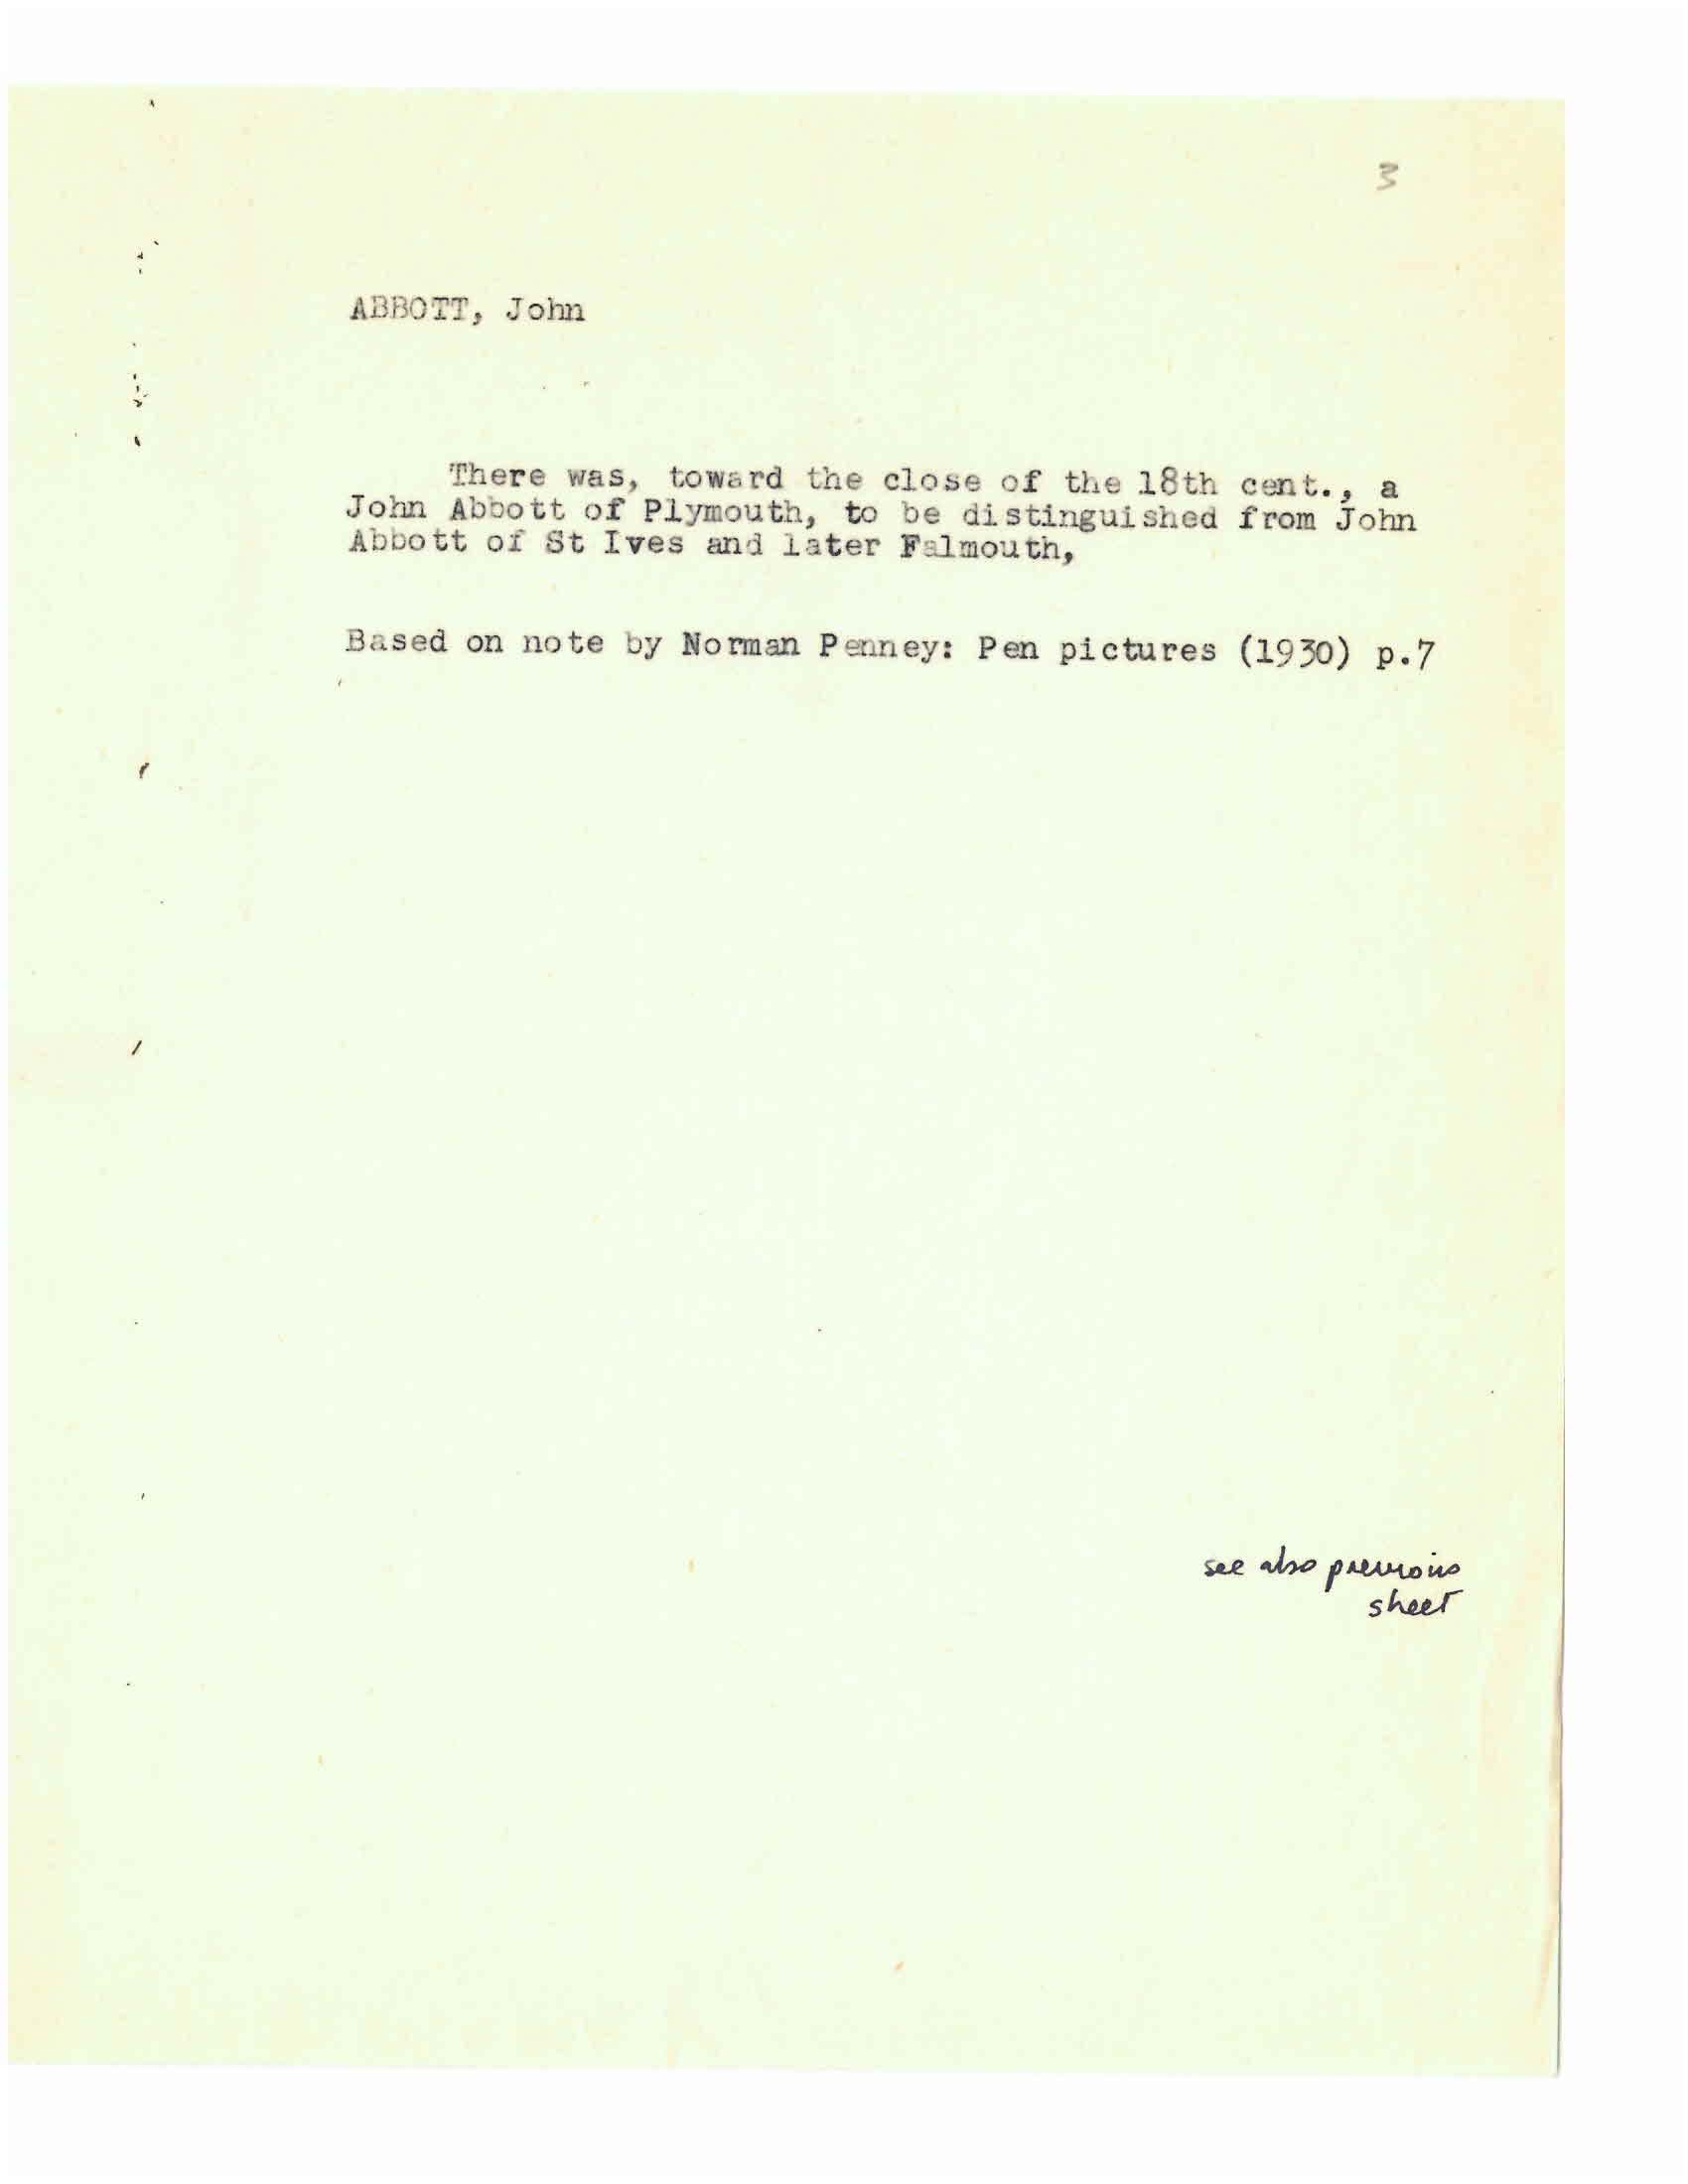 3
ABBOTT, John
There was, toward the close of the 18th cent., a
John Abbott of Plymouth, to be distinguished from John
Abbott of St Ives and later Falmouth,
Based on note by Norman Penney: Pen pictures (1930) p.7
see also previous
sheet